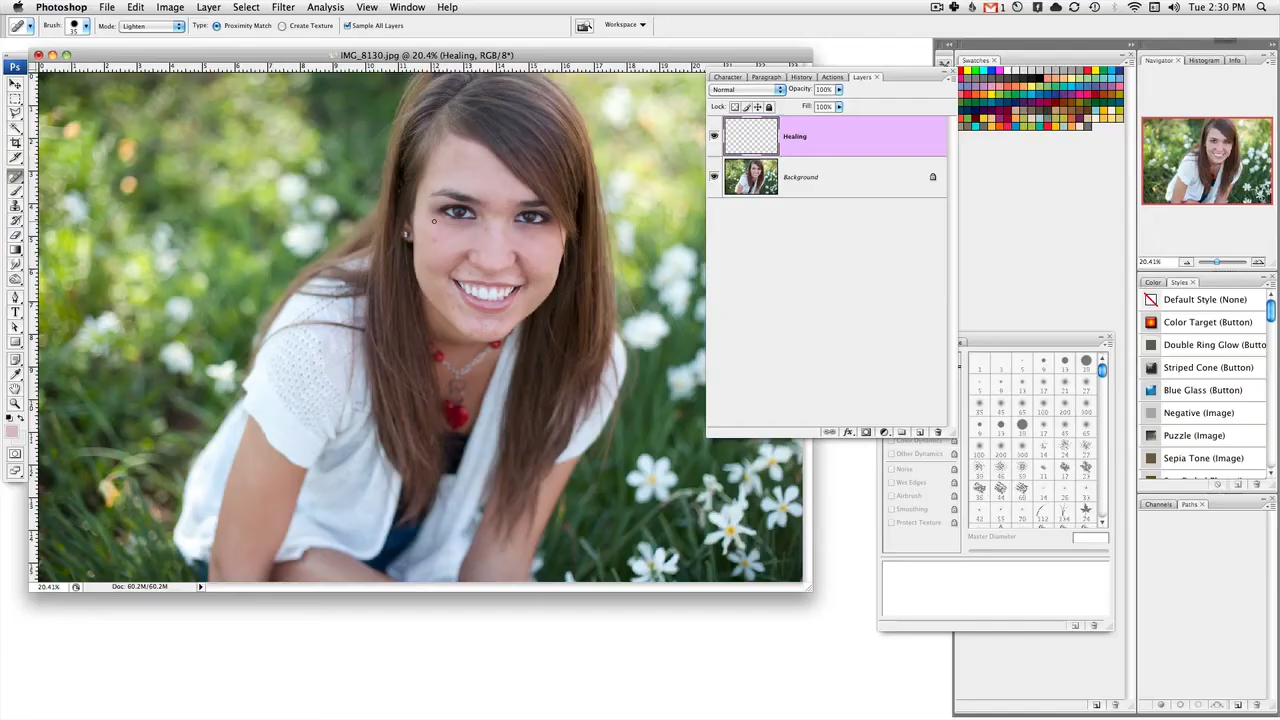 Photoshop File Edit Image Layer Select Filter Analysis View Window Help
1 Tue 2:30 PM
Brush: 35 Mode: Lighten Type: Proximity Match Create Texture Sample All Layers Workspace
IMG_8130.jpg @ 20.4% (Healing, RGB/8*)
Ps
Character Paragraph History Actions Layers
Normal Opacity: 100%
Lock: Fill: 100%
Healing
Background
Swatches
Navigator Histogram Info
20.41%
Color Styles
Default Style (None)
Color Target (Button)
Double Ring Glow (Butto
Striped Cone (Button)
Blue Glass (Button)
Negative (Image)
Puzzle (Image)
Sepia Tone (Image)
Other Dynamics
Noise
Wet Edges
Airbrush
Smoothing
Protect Texture
Master Diameter
Channels Paths
20.41% Doc: 60.2M/60.2M